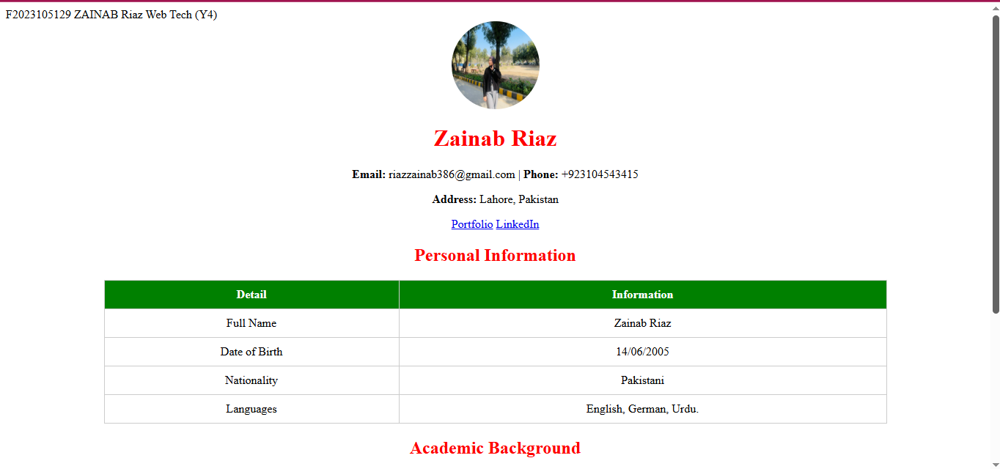 F2023105129 ZAINAB Riaz Web Tech (Y4)
Zainab Riaz
Email: riazzainab386@gmail.com | Phone: +923104543415
Address: Lahore, Pakistan
Portfolio LinkedIn
Personal Information
Detail Information
Full Name Zainab Riaz
Date of Birth 14/06/2005
Nationality Pakistani
Languages English, German, Urdu.
Academic Background